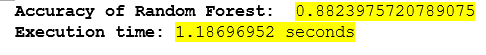 Accuracy of Random Forest:  0.8823975720789075
Execution time: 1.18696952 seconds